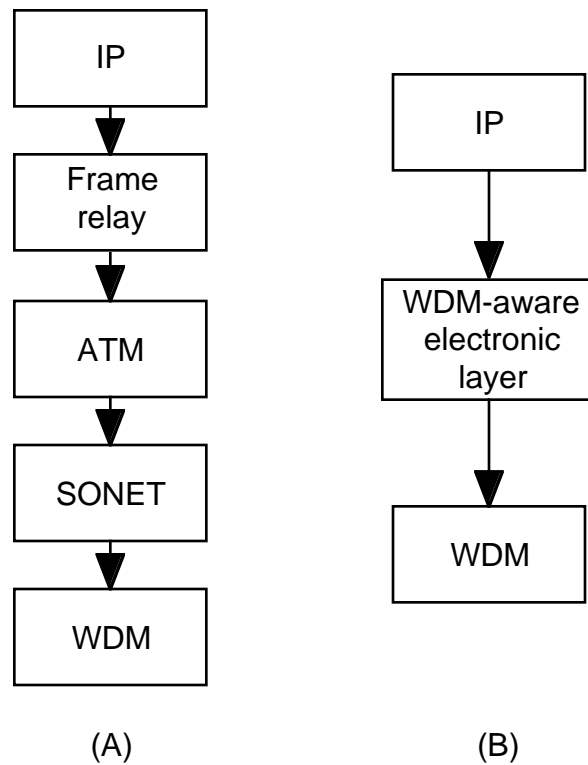 IP
Frame
relay
ATM
SONET
WDM
(A)
IP
WDM-aware
electronic
layer
WDM
(B)